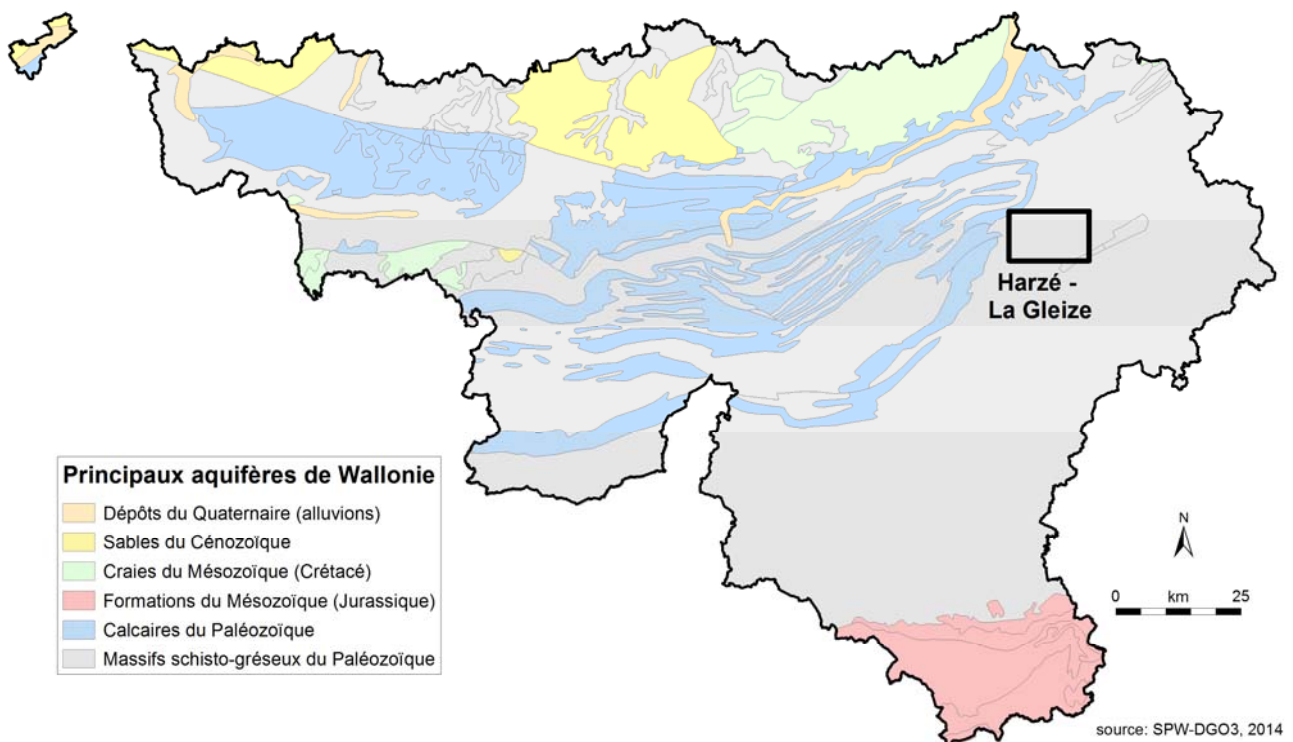 Harzé -
La Gleize
Principaux aquifères de Wallonie
Dépôts du Quaternaire (alluvions)
Sables du Cénozoïque
Craies du Mésozoïque (Crétacé)
Formations du Mésozoïque (Jurassique)
Calcaires du Paléozoïque
Massifs schisto-gréseux du Paléozoïque
N
0 km 25
source: SPW-DGO3, 2014